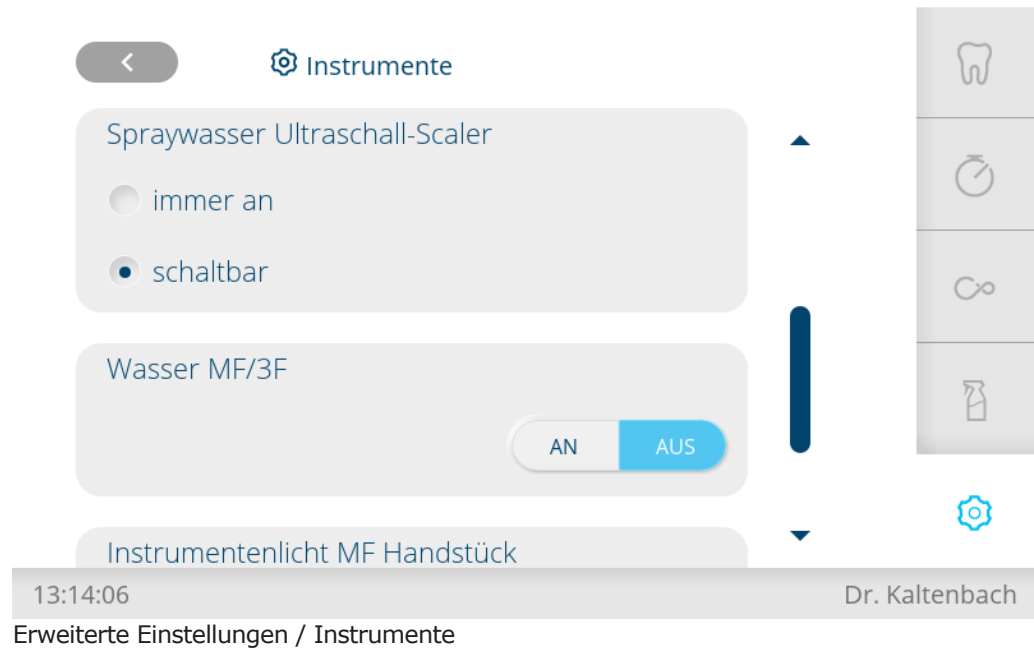 Instrumente
Spraywasser Ultraschall-Scaler
immer an
schaltbar
Wasser MF/3F
AN AUS
Instrumentenlicht MF Handstück
13:14:06 Dr. Kaltenbach
Erweiterte Einstellungen / Instrumente